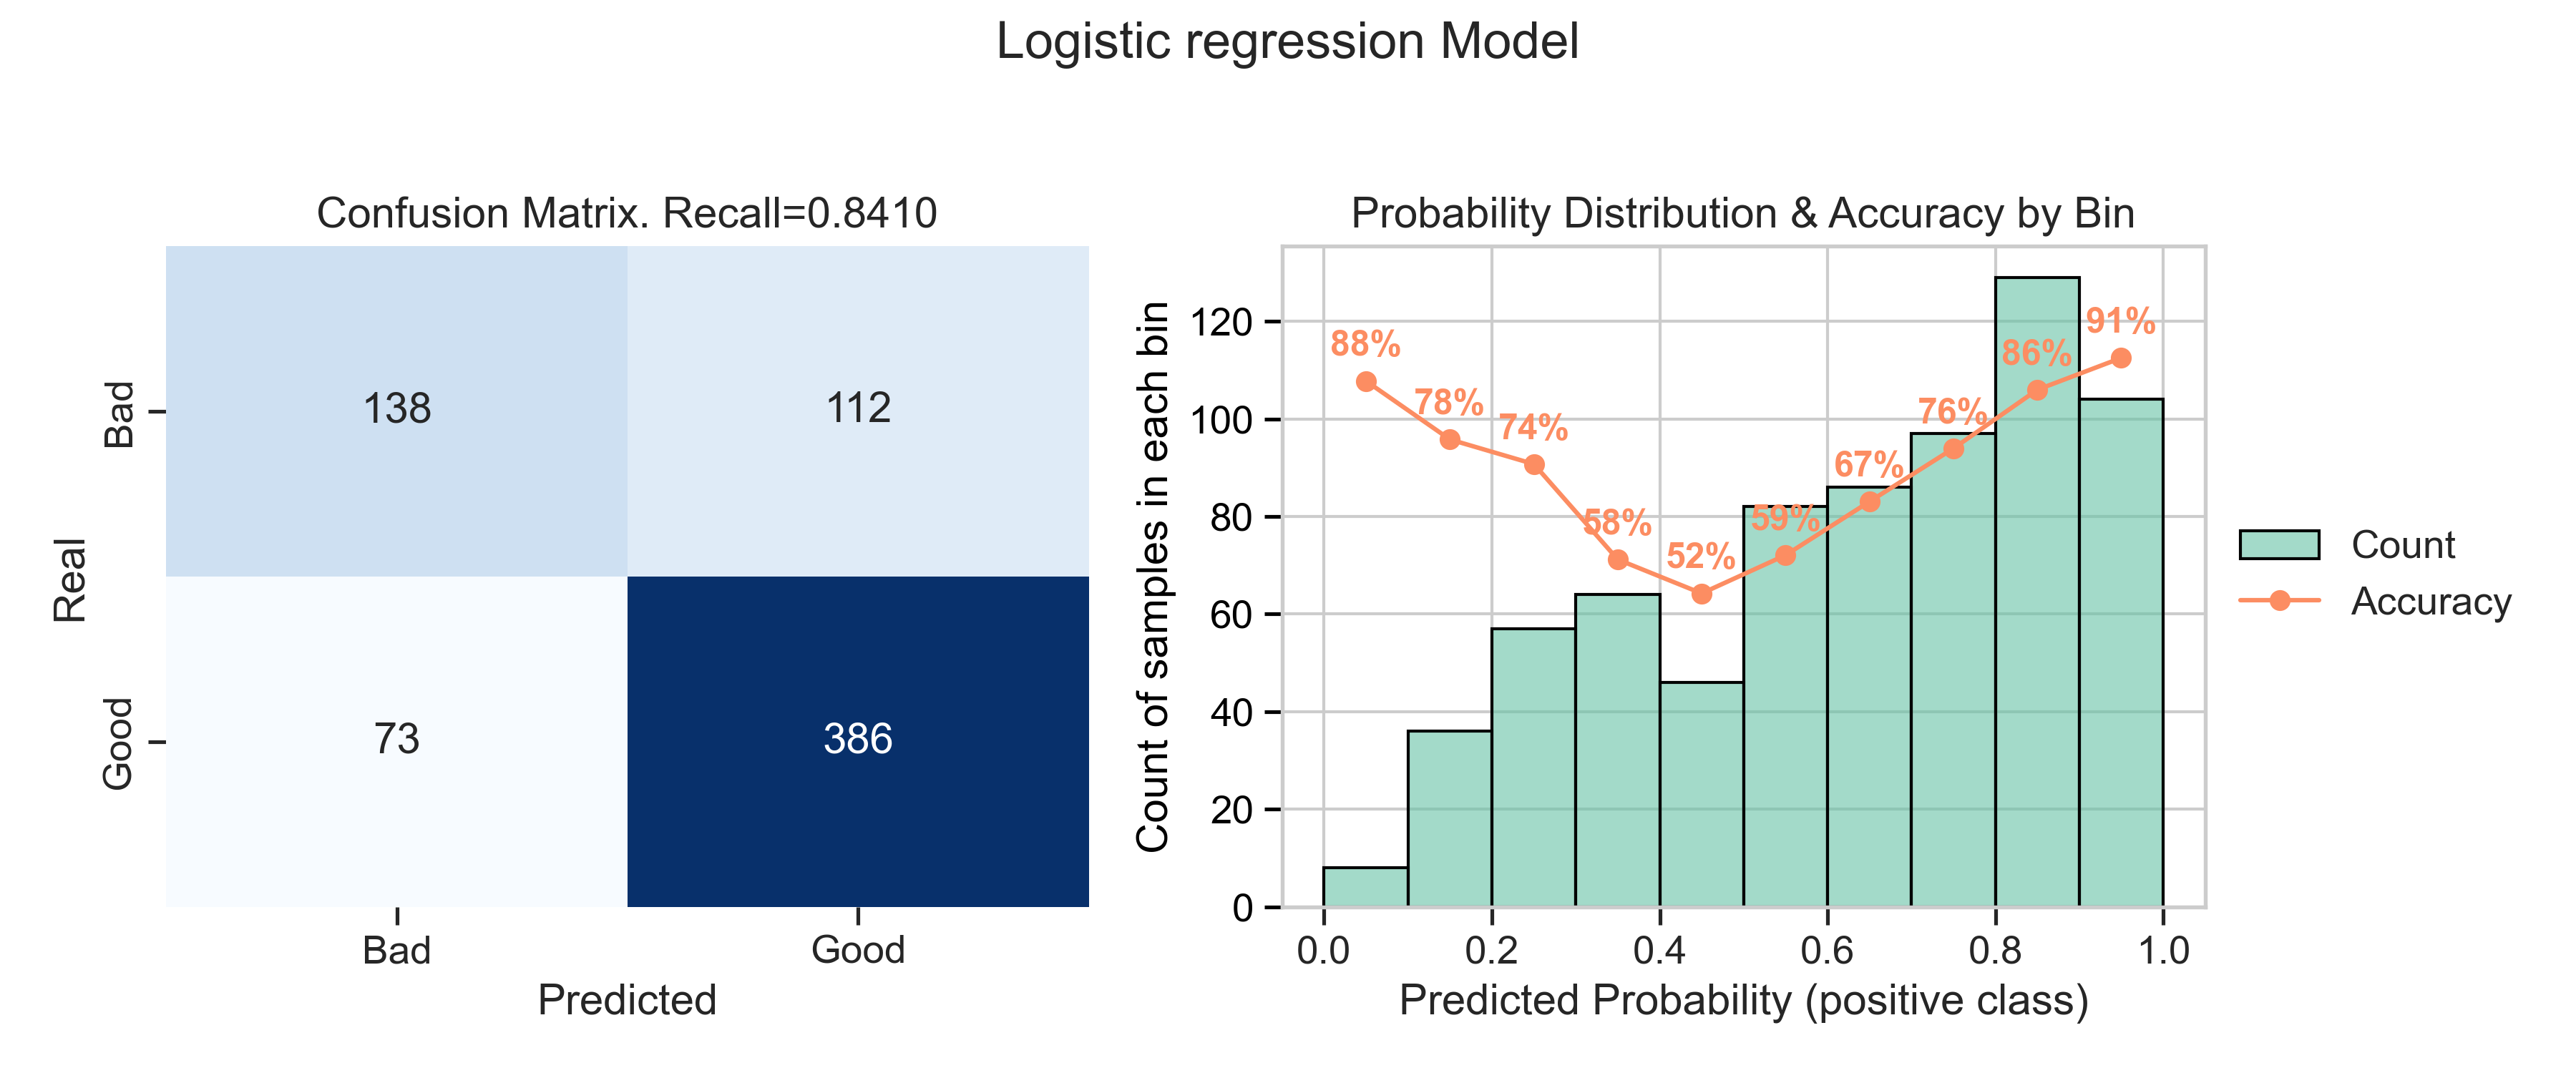 Logistic regression Model
Confusion Matrix. Recall=0.8410
Bad
138
112
Good
73
386
Real
Bad
Good
Predicted
Probability Distribution & Accuracy by Bin
Count of samples in each bin
120
100
80
60
40
20
0
88%
78%
74%
58%
52%
59%
67%
76%
86%
91%
0.0
0.2
0.4
0.6
0.8
1.0
Predicted Probability (positive class)
Count
Accuracy